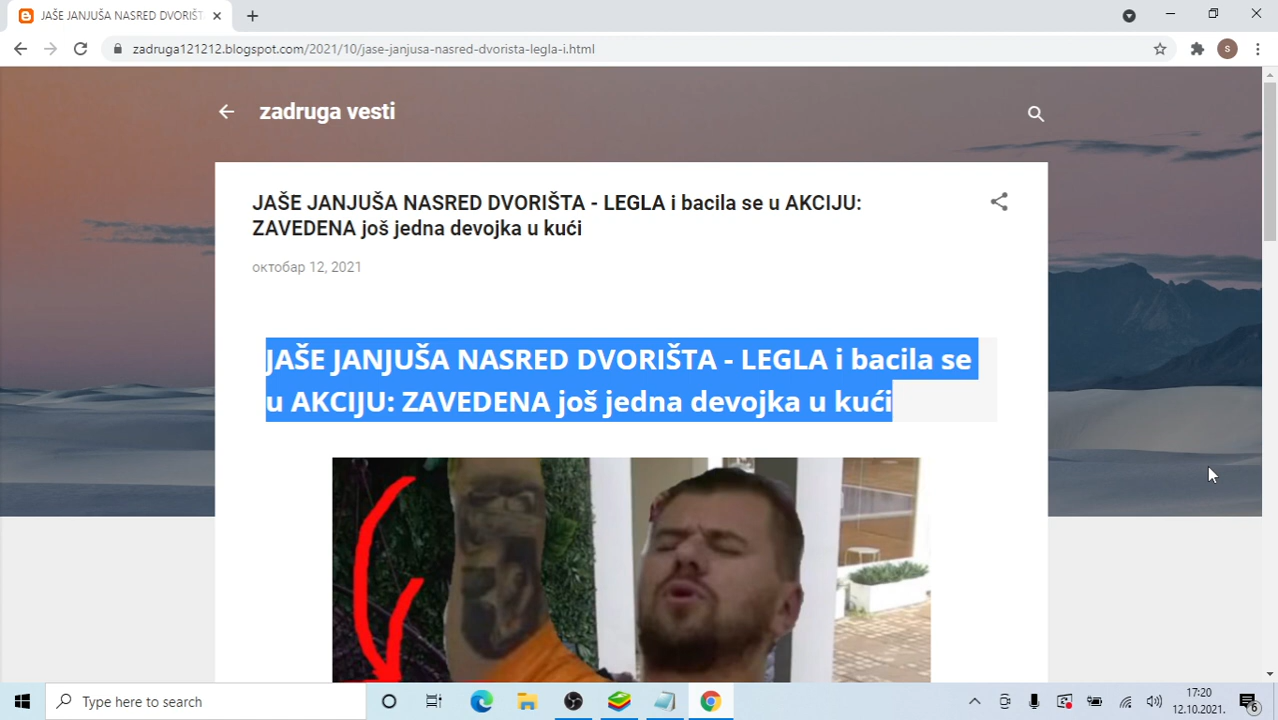 JAŠE JANJUŠA NASRED DVORIŠT
zadruga121212.blogspot.com/2021/10/jase-janjusa-nasred-dvorista-legla-i.html
S
zadruga vesti
JAŠE JANJUŠA NASRED DVORIŠTA - LEGLA i bacila se u AKCIJU:
ZAVEDENA još jedna devojka u kući
октобар 12, 2021
JAŠE JANJUŠA NASRED DVORIŠTA - LEGLA i bacila se
u AKCIJU: ZAVEDENA još jedna devojka u kući
Type here to search
17:20
12.10.2021.
6